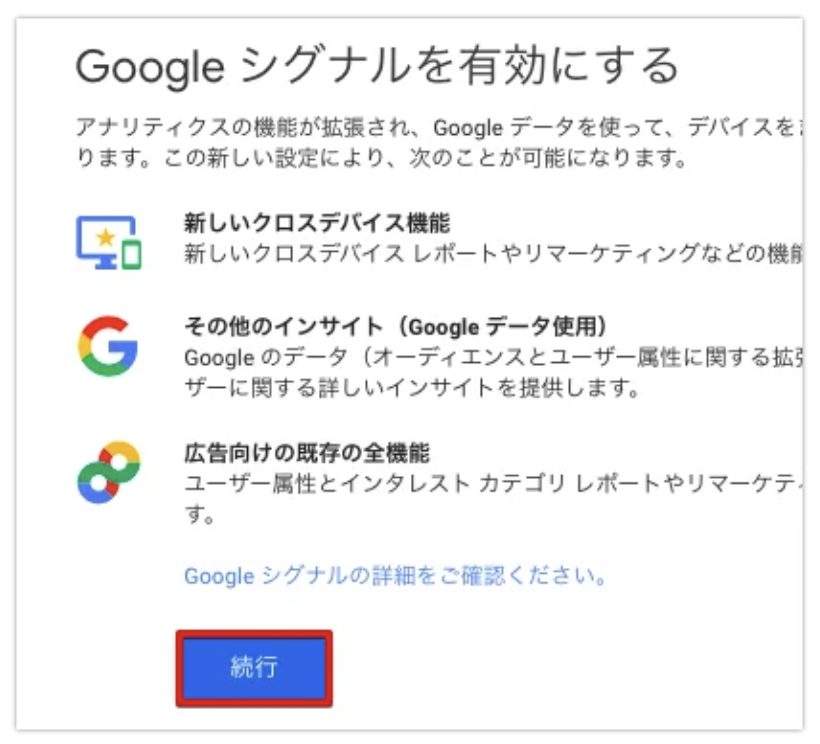 Google シグナルを有効にする
アナリティクスの機能が拡張され、Google データを使って、デバイスを
ります。この新しい設定により、次のことが可能になります。
新しいクロスデバイス機能
新しいクロスデバイス レポートやリマーケティングなどの機能
その他のインサイト（Google データ使用）
Google のデータ（オーディエンスとユーザー属性に関する拡張
ザーに関する詳しいインサイトを提供します。
広告向けの既存の全機能
ユーザー属性とインタレスト カテゴリ レポートやリマーケテ
す。
Google シグナルの詳細をご確認ください。
続行